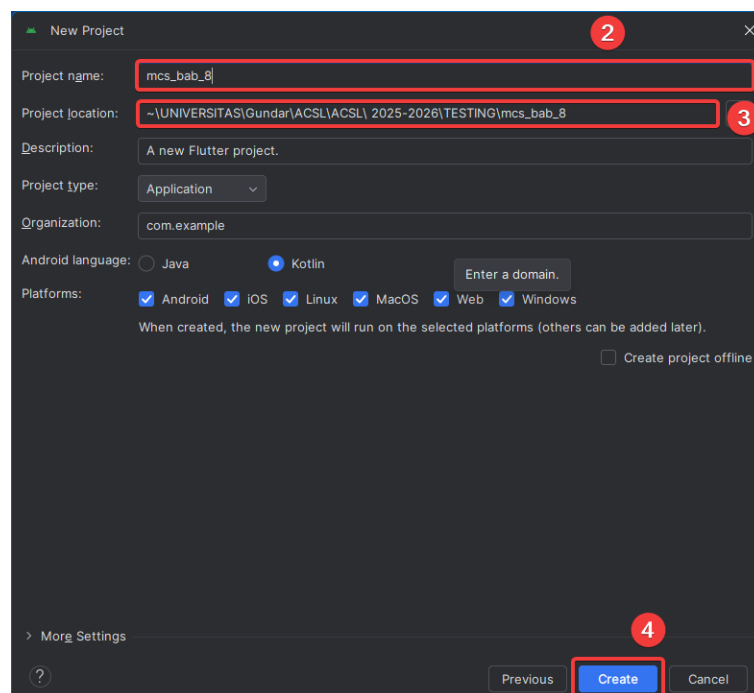 New Project
2
Project name: mcs_bab_8
Project location: ~\UNIVERSITAS\Gundar\ACSL\ACSL\ 2025-2026\TESTING\mcs_bab_8
3
Description: A new Flutter project.
Project type: Application
Organization: com.example
Android language: Java Kotlin
Enter a domain.
Platforms: Android iOS Linux MacOS Web Windows
When created, the new project will run on the selected platforms (others can be added later).
Create project offline
More Settings
4
? Previous Create Cancel